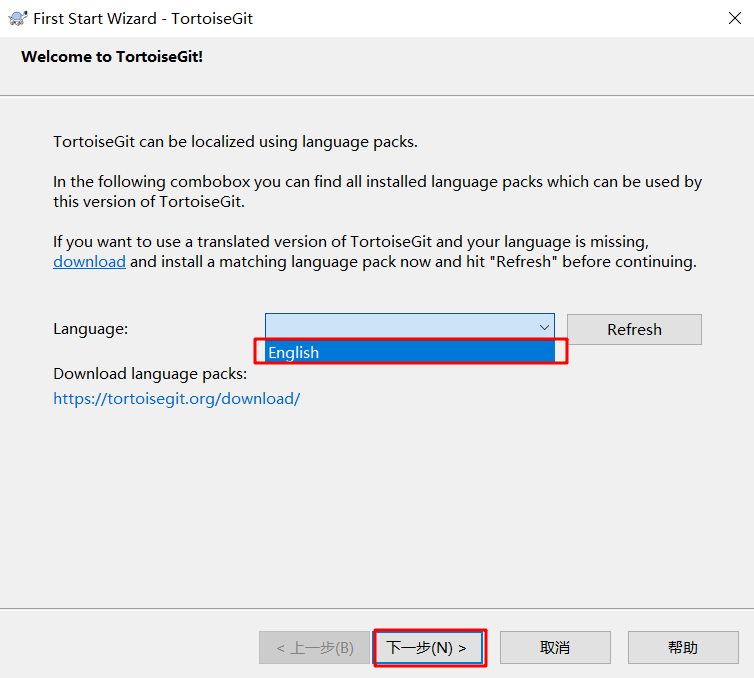 First Start Wizard - TortoiseGit
Welcome to TortoiseGit!
TortoiseGit can be localized using language packs.
In the following combobox you can find all installed language packs which can be used by
this version of TortoiseGit.
If you want to use a translated version of TortoiseGit and your language is missing,
download and install a matching language pack now and hit "Refresh" before continuing.
Language:
Refresh
English
Download language packs:
https://tortoisegit.org/download/
< 上一步(B)
下一步(N) >
取消
帮助